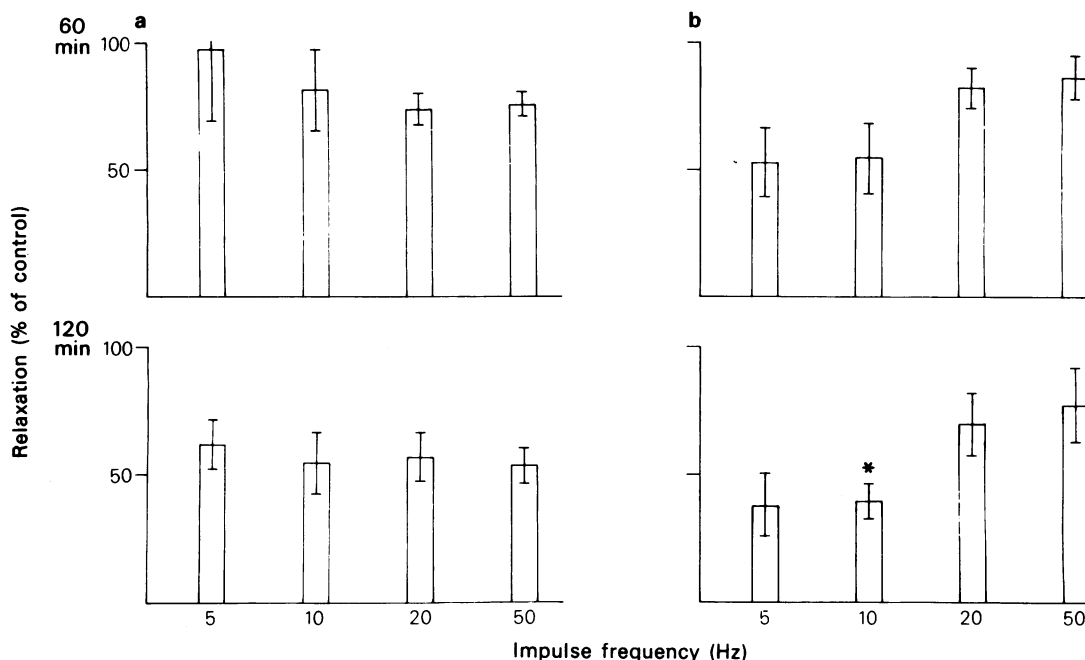 a
b
60
min
100
50
120
min
100
50
*
5 10 20 50
5 10 20 50
Relaxation (% of control)
Impulse frequency (Hz)